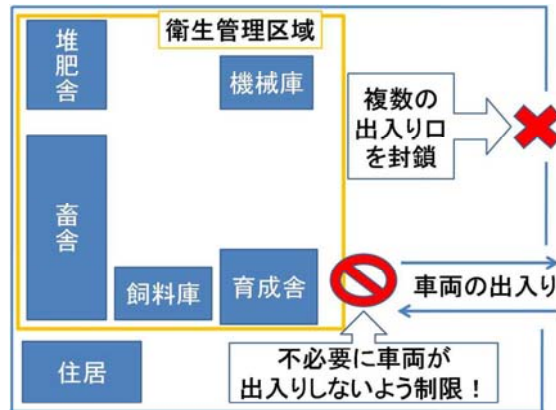 衛生管理区域
堆
肥
舎
機械庫
複数の
出入り口
を封鎖
畜
舎
飼料庫
育成舎
車両の出入り
住居
不必要に車両が
出入りしないよう制限！